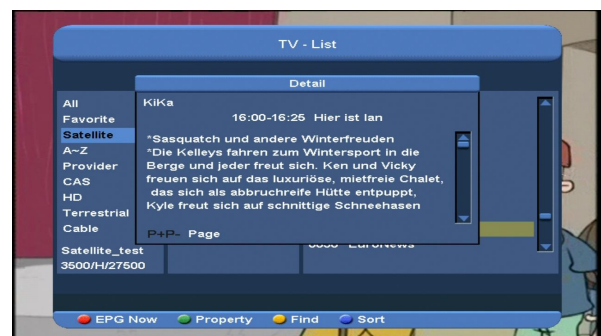 TV - List
Detail
All
Favorite
Satellite
A~Z
Provider
CAS
HD
Terrestrial
Cable
Satellite_test
3500/H/27500
KiKa
16:00-16:25 Hier ist Ian
*Sasquatch und andere Winterfreuden
*Die Kelleys fahren zum Wintersport in die
Berge und jeder freut sich. Ken und Vicky
freuen sich auf das luxuriöse, mietfreie Chalet,
das sich als abbruchreife Hütte entpuppt,
Kyle freut sich auf schnittige Schneehasen
P+P- Page
EuroNews
EPG Now Property Find Sort